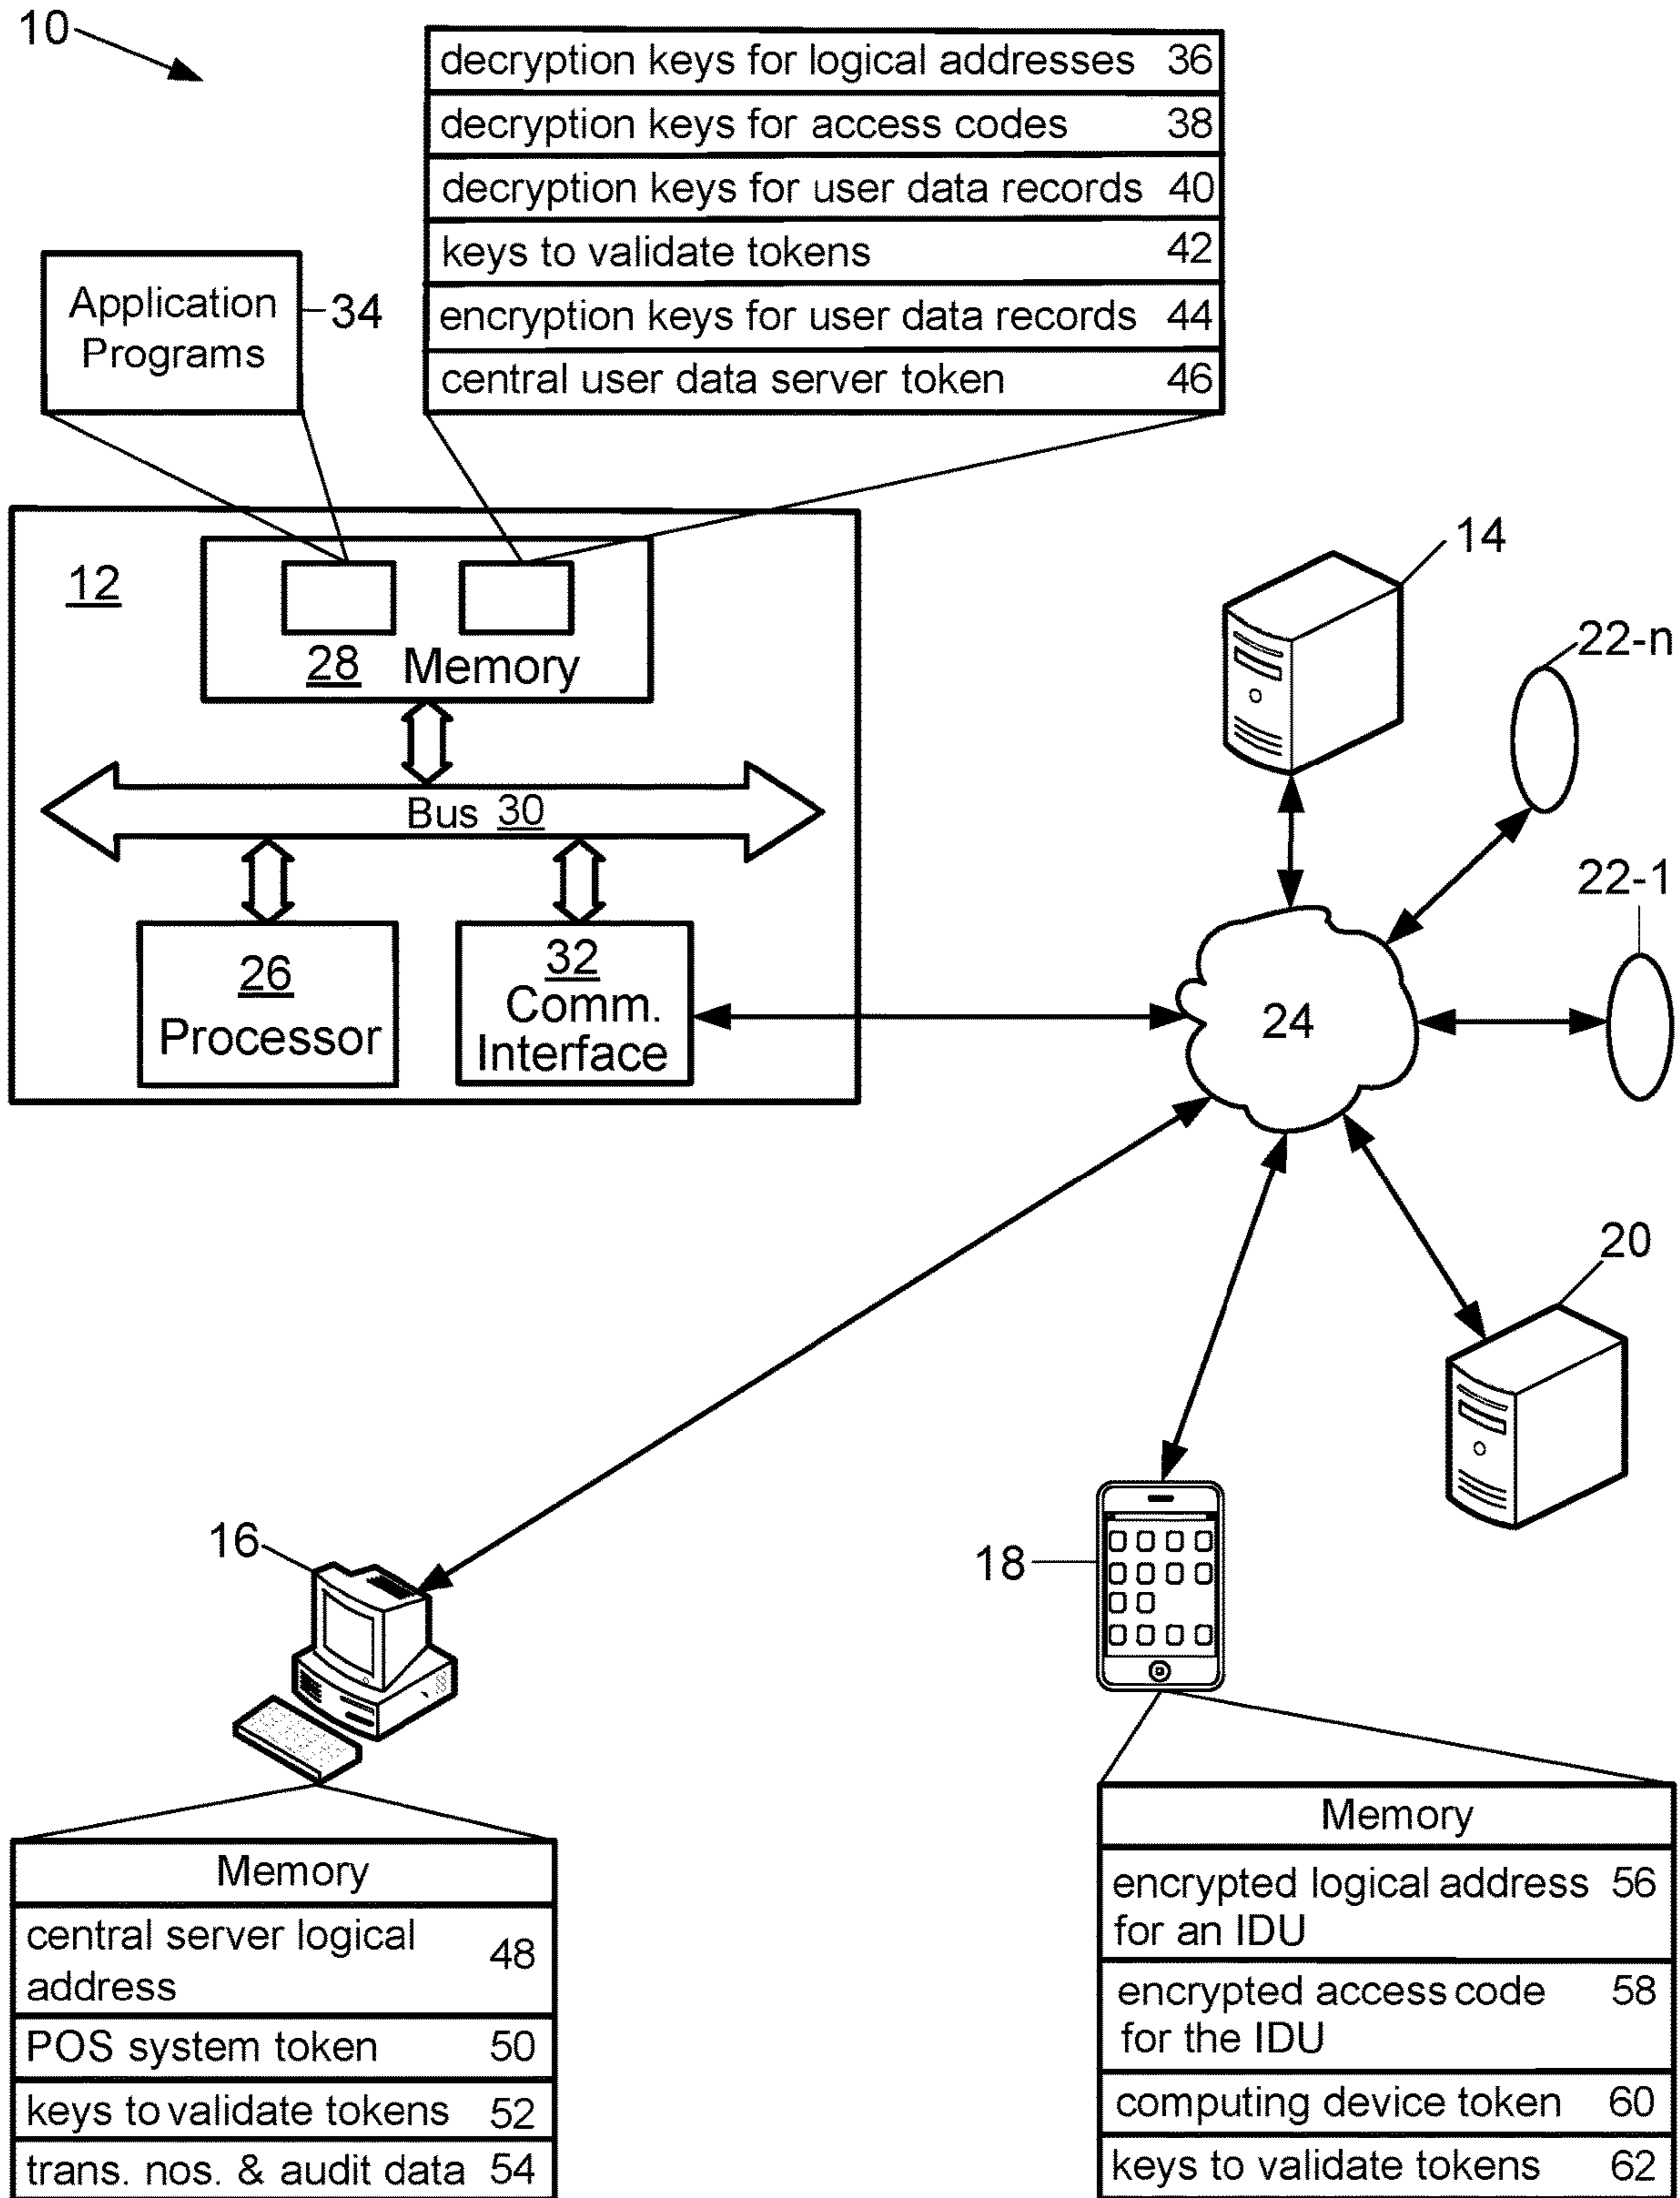 10
decryption keys for logical addresses 36
decryption keys for access codes 38
decryption keys for user data records 40
keys to validate tokens 42
encryption keys for user data records 44
central user data server token 46
Application
Programs
34
12
28 Memory
Bus 30
26
Processor
32
Comm.
Interface
14
22-n
22-1
24
20
16
18
Memory
central server logical
address
48
POS system token 50
keys to validate tokens 52
trans. nos. & audit data 54
Memory
encrypted logical address 56
for an IDU
encrypted access code 58
for the IDU
computing device token 60
keys to validate tokens 62